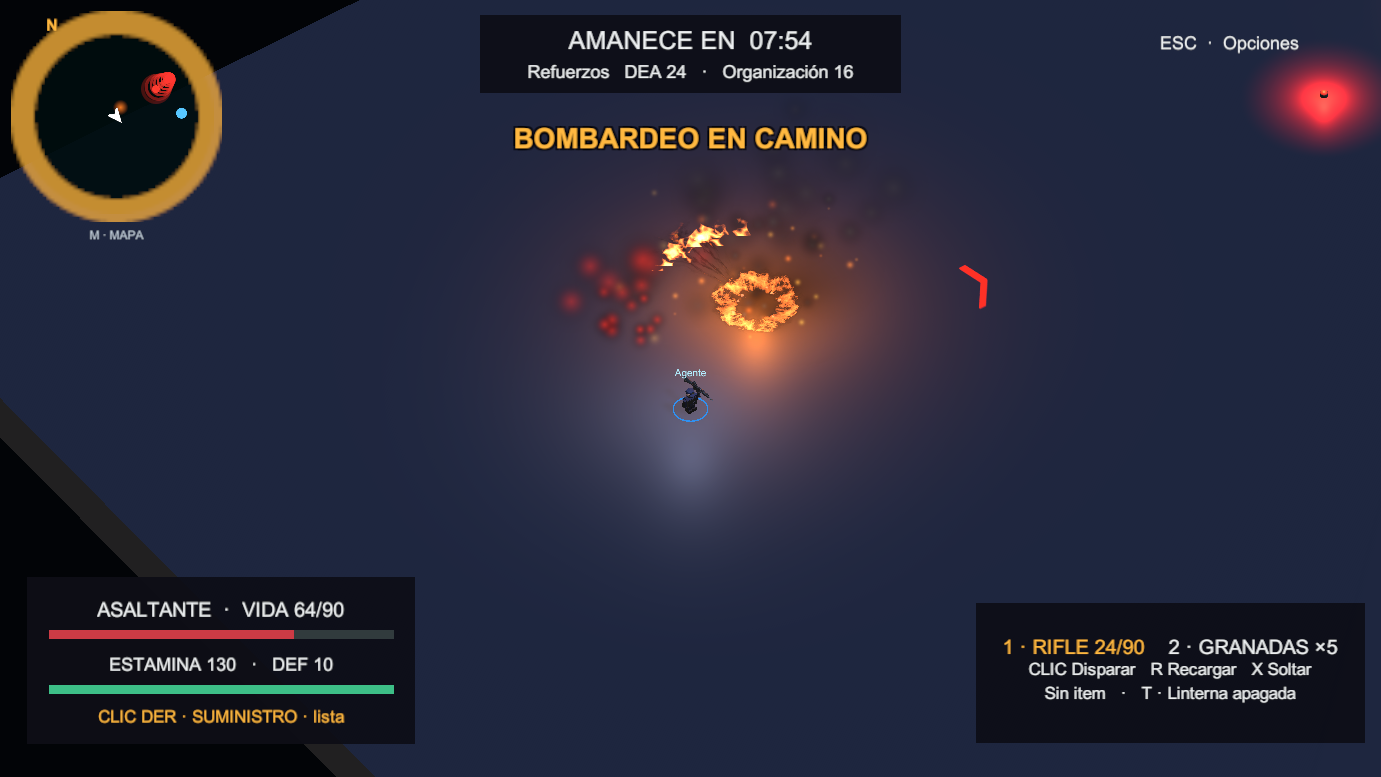 N
AMANECE EN 07:54
Refuerzos DEA 24 · Organización 16
ESC · Opciones
BOMBARDEO EN CAMINO
M · MAPA
Agente
ASALTANTE · VIDA 64/90
ESTAMINA 130 · DEF 10
CLIC DER · SUMINISTRO · lista
1 · RIFLE 24/90 2 · GRANADAS ×5
CLIC Disparar R Recargar X Soltar
Sin item · T · Linterna apagada